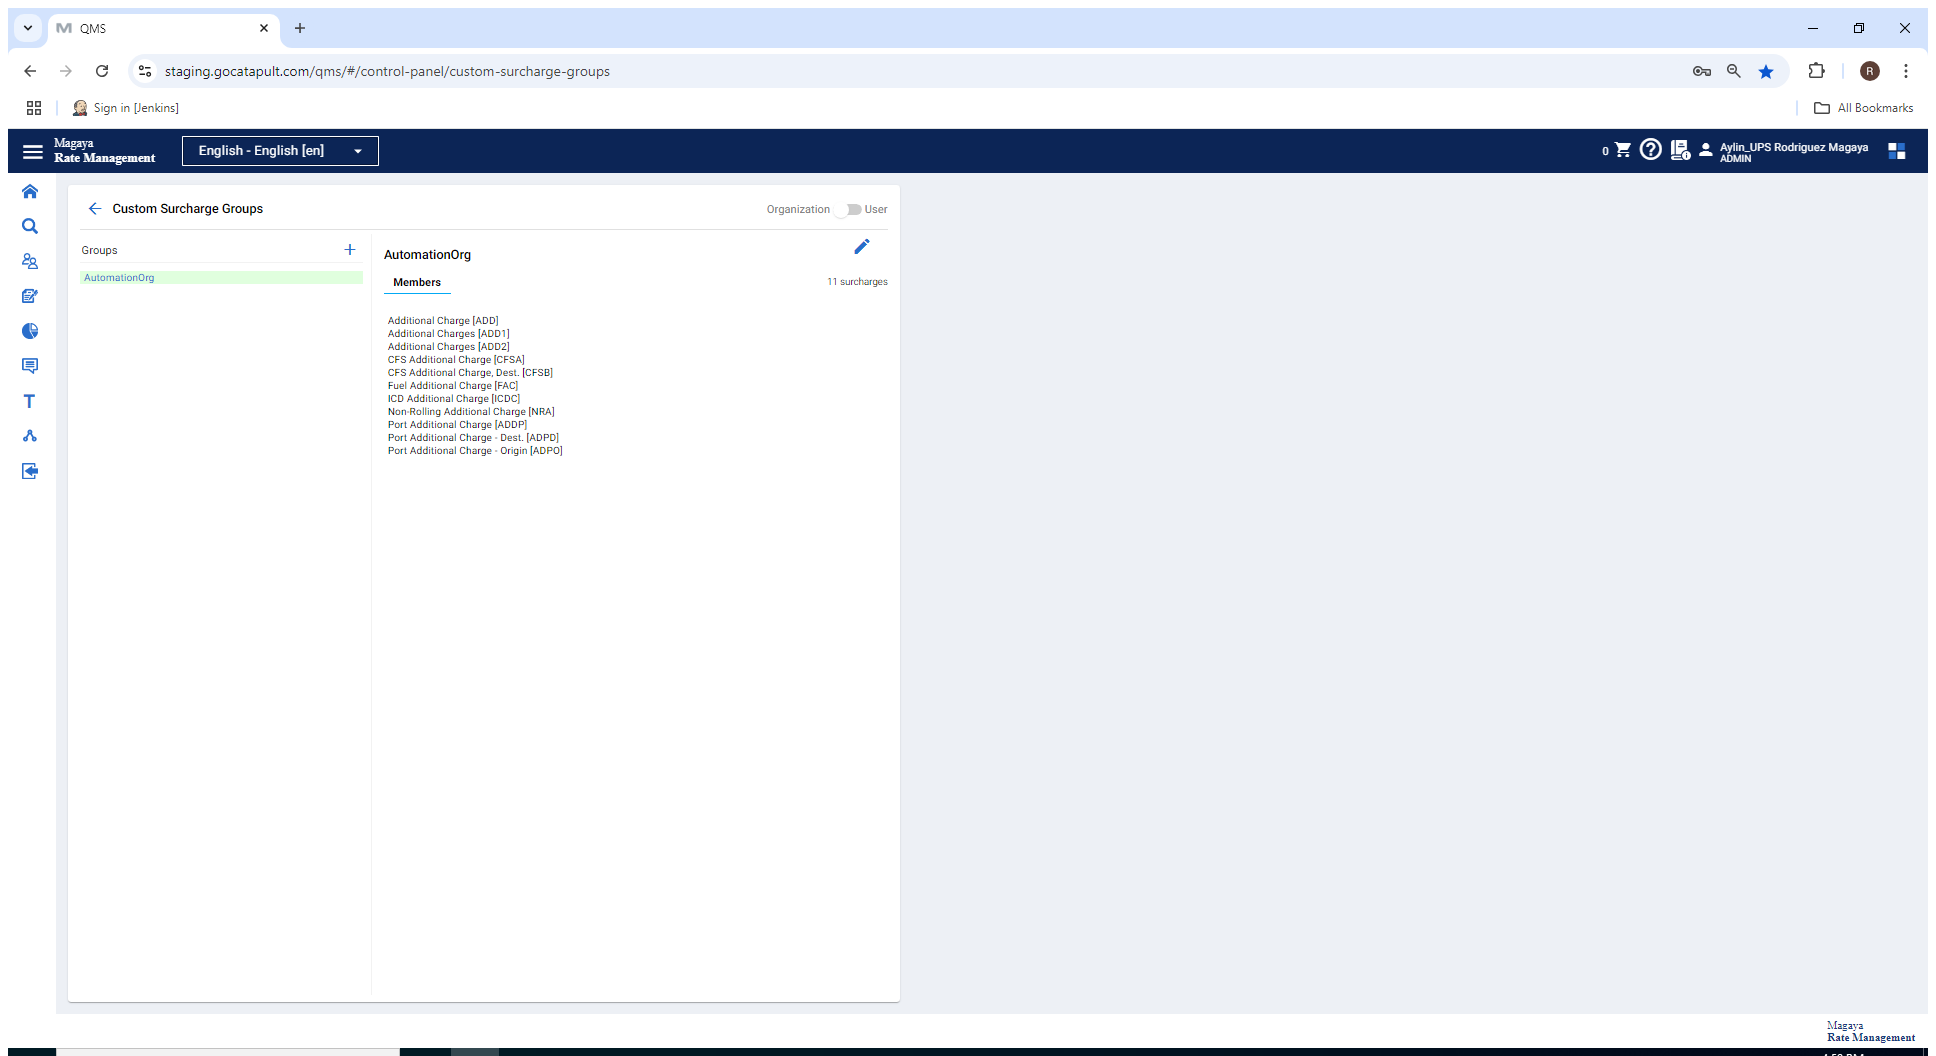 QMS
staging.gocatapult.com/qms/#/control-panel/custom-surcharge-groups
R
Sign in [Jenkins]
All Bookmarks
Magaya
Rate Management
English - English [en]
0
Aylin_UPS Rodriguez Magaya
ADMIN
Custom Surcharge Groups
Organization
User
Groups
AutomationOrg
AutomationOrg
Members
11 surcharges
Additional Charge [ADD]
Additional Charges [ADD1]
Additional Charges [ADD2]
CFS Additional Charge [CFSA]
CFS Additional Charge, Dest. [CFSB]
Fuel Additional Charge [FAC]
ICD Additional Charge [ICDC]
Non-Rolling Additional Charge [NRA]
Port Additional Charge [ADDP]
Port Additional Charge - Dest. [ADPD]
Port Additional Charge - Origin [ADPO]
Magaya
Rate Management